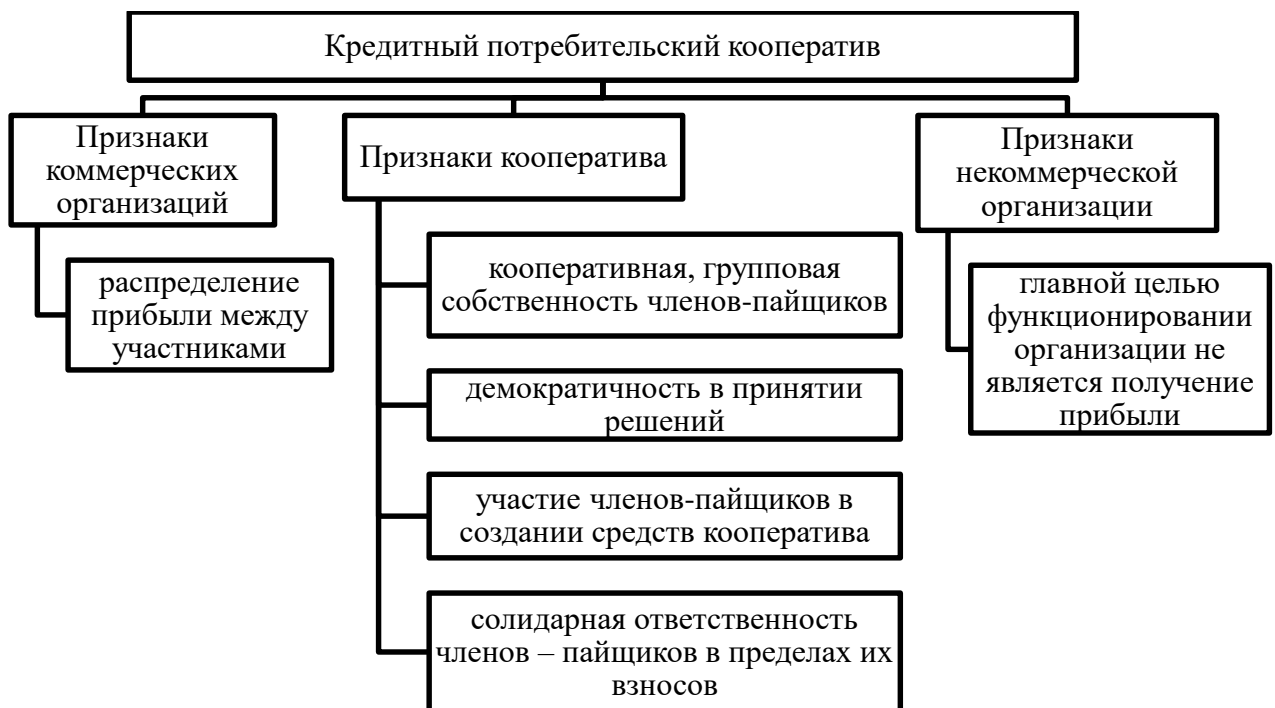 Кредитный потребительский кооператив
Признаки
коммерческих
организаций
распределение
прибыли между
участниками
Признаки кооператива
кооперативная, групповая
собственность членов-пайщиков
демократичность в принятии
решений
участие членов-пайщиков в
создании средств кооператива
солидарная ответственность
членов – пайщиков в пределах их
взносов
Признаки
некоммерческой
организации
главной целью
функционировании
организации не
является получение
прибыли